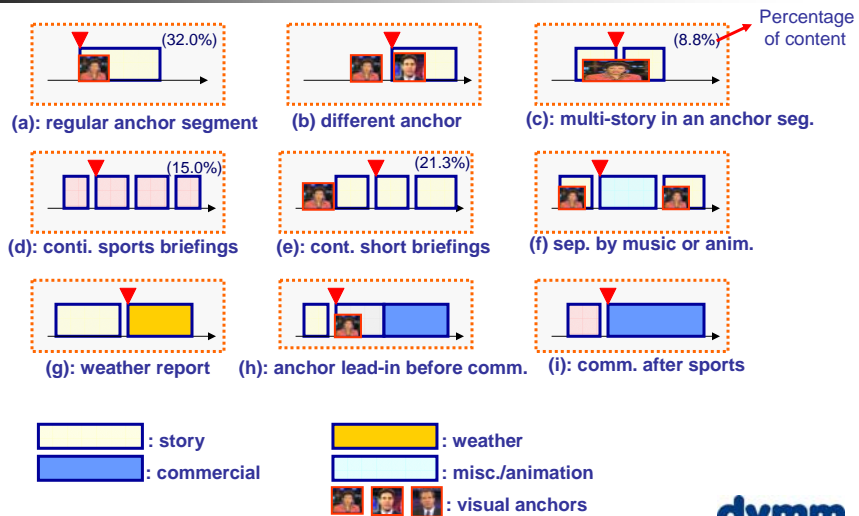 Percentage
of content
(32.0%)
(8.8%)
(a): regular anchor segment
(b) different anchor
(c): multi-story in an anchor seg.
(15.0%)
(21.3%)
(d): conti. sports briefings
(e): cont. short briefings
(f) sep. by music or anim.
(g): weather report
(h): anchor lead-in before comm.
(i): comm. after sports
: story
: weather
: commercial
: misc./animation
: visual anchors